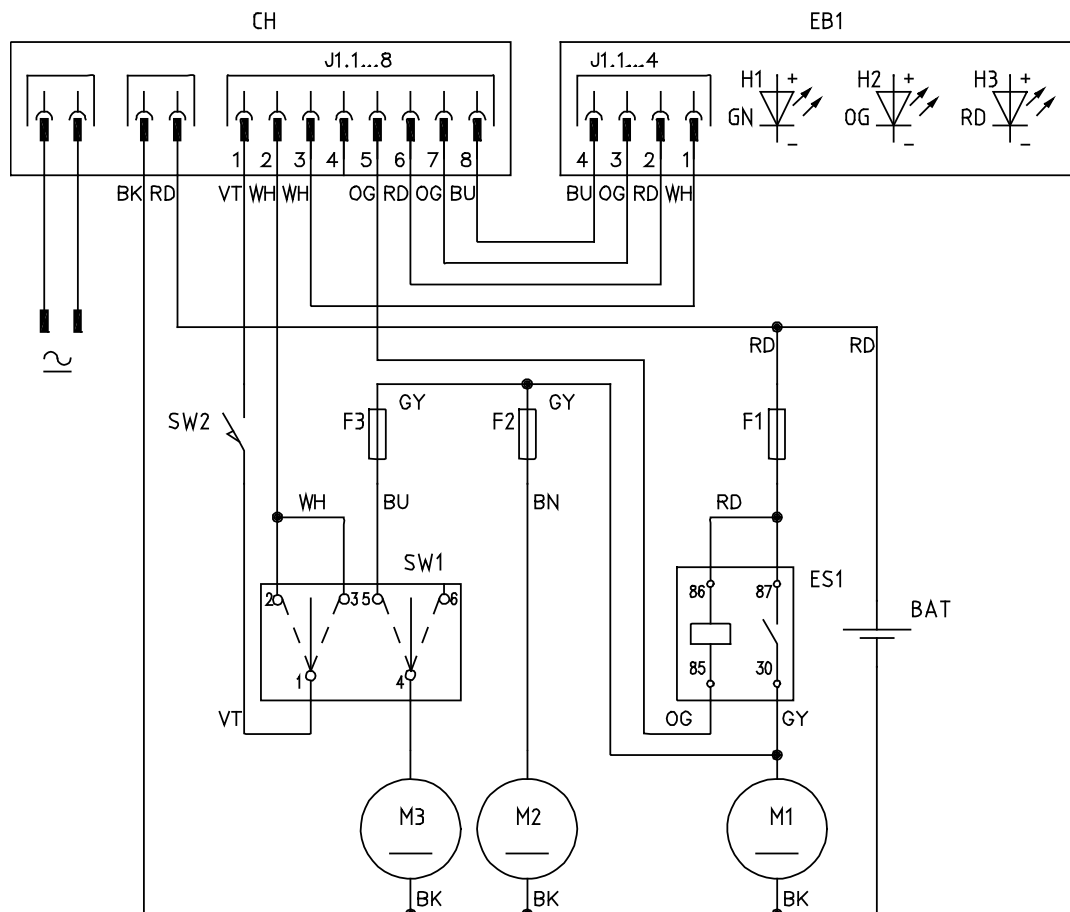 CH EB1
J1.1...8 J1.1...4
H1 + H2 + H3 +
GN OG RD
- - -
1 2 3 4 5 6 7 8 4 3 2 1
BK RD VT WH WH OG RD OG BU BU OG RD WH
RD RD
SW2 F3 GY F2 GY F1
WH BU BN RD
SW1 ES1
2 3 5 6 86 87
BAT
1 4 85 30
VT OG GY
M3 M2 M1
BK BK BK